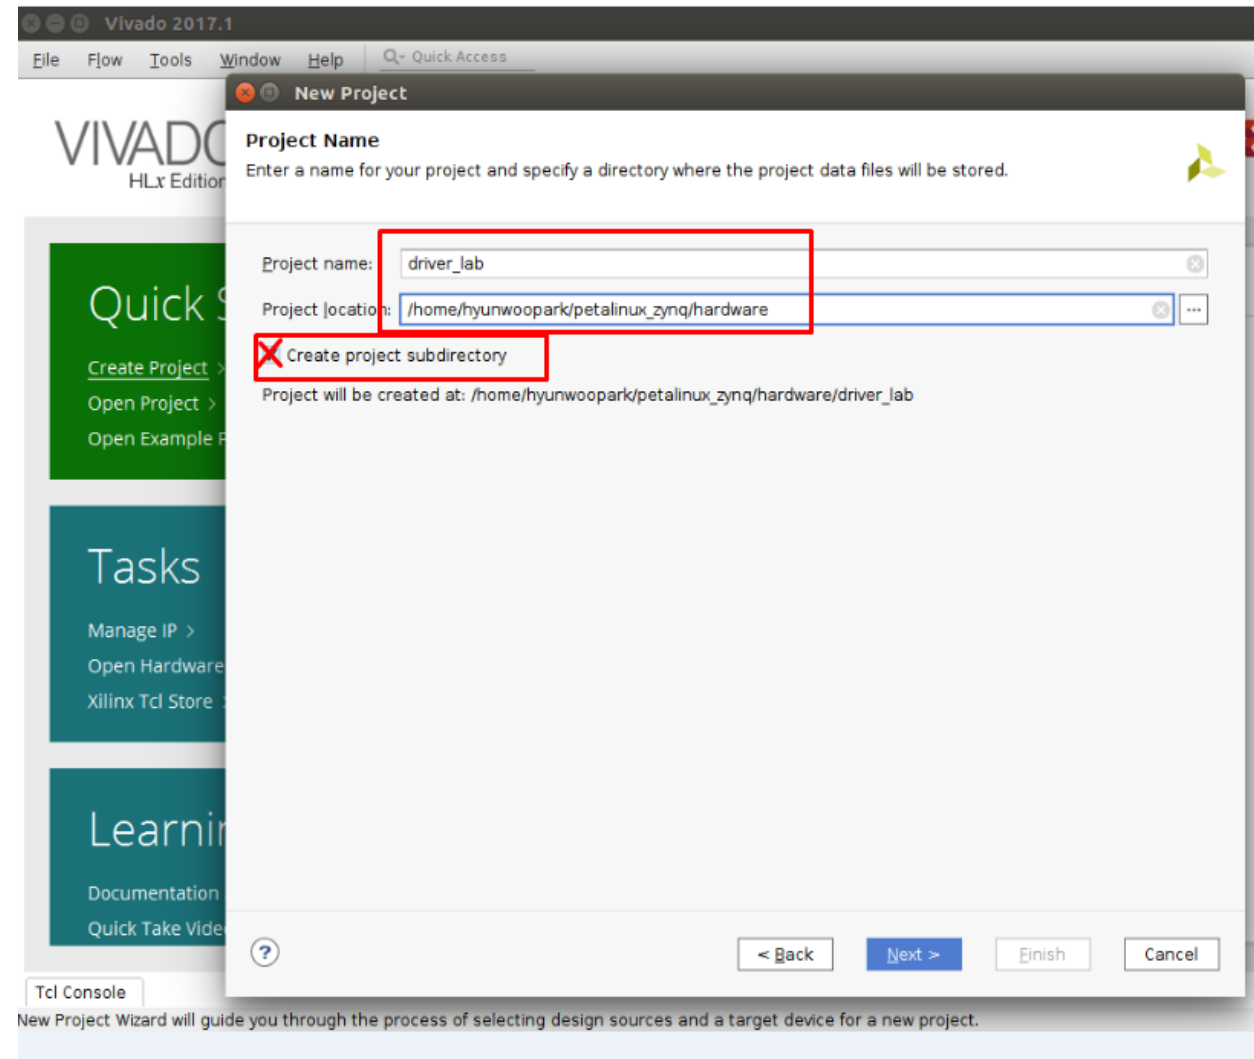 Vivado 2017.1
File Flow Tools Window Help Quick Access
New Project
VIVADO
HLx Edition
Project Name
Enter a name for your project and specify a directory where the project data files will be stored.
Project name: driver_lab
Project location: /home/hyunwoopark/petalinux_zynq/hardware
Create project subdirectory
Project will be created at: /home/hyunwoopark/petalinux_zynq/hardware/driver_lab
Quick S
Create Project >
Open Project >
Open Example P
Tasks
Manage IP >
Open Hardware
Xilinx Tcl Store >
Learnin
Documentation
Quick Take Vide
? < Back Next > Finish Cancel
Tcl Console
New Project Wizard will guide you through the process of selecting design sources and a target device for a new project.